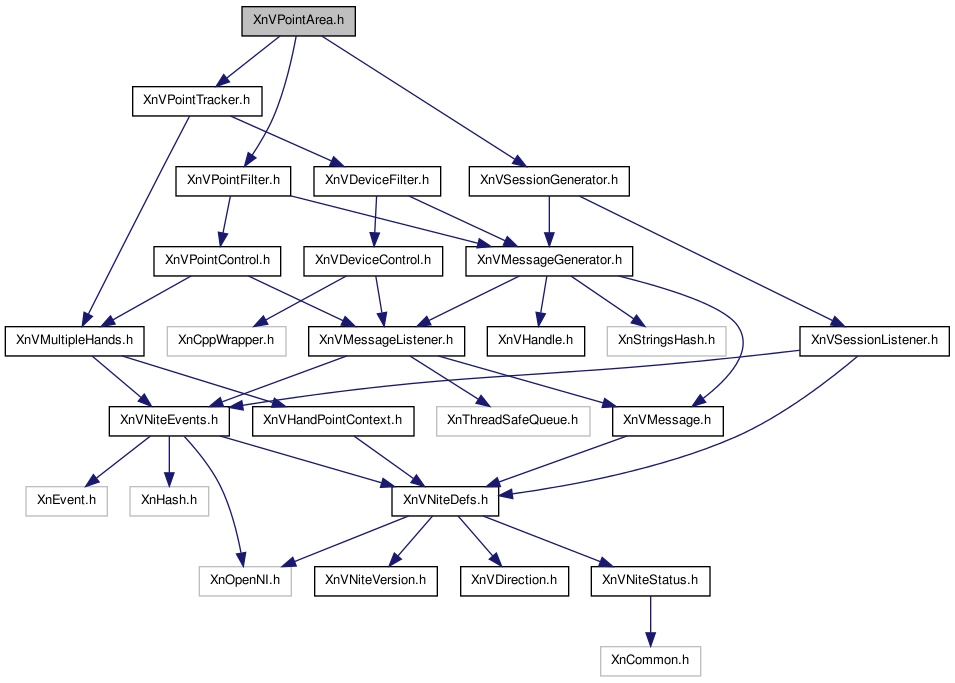 XnVPointArea.h
XnVPointTracker.h
XnVPointFilter.h
XnVDeviceFilter.h
XnVSessionGenerator.h
XnVPointControl.h
XnVDeviceControl.h
XnVMessageGenerator.h
XnVMultipleHands.h
XnCppWrapper.h
XnVMessageListener.h
XnVHandle.h
XnStringsHash.h
XnVSessionListener.h
XnVNiteEvents.h
XnVHandPointContext.h
XnThreadSafeQueue.h
XnVMessage.h
XnEvent.h
XnHash.h
XnVNiteDefs.h
XnOpenNI.h
XnVNiteVersion.h
XnVDirection.h
XnVNiteStatus.h
XnCommon.h